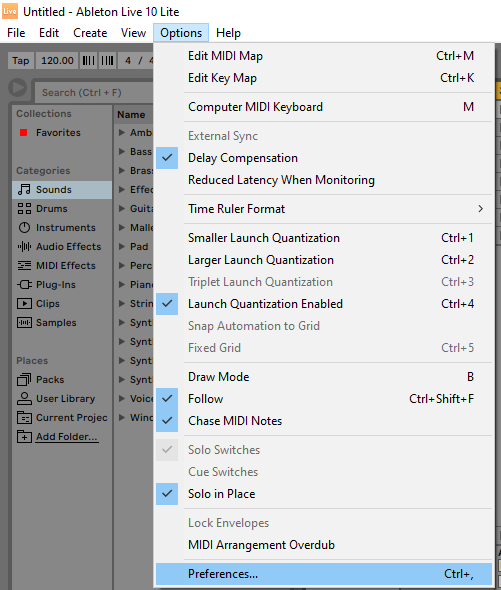 Live Untitled - Ableton Live 10 Lite
File Edit Create View Options Help
Tap 120.00 4 / 4
Search (Ctrl + F)
Collections
Favorites
Categories
Sounds
Drums
Instruments
Audio Effects
MIDI Effects
Plug-Ins
Clips
Samples
Places
Packs
User Library
Current Projec
Add Folder...
Name
Amb
Bass
Brass
Effec
Guita
Malle
Pad
Perc
Piano
Strin
Synt
Synt
Synt
Synt
Voice
Wind
Edit MIDI Map Ctrl+M
Edit Key Map Ctrl+K
Computer MIDI Keyboard M
External Sync
Delay Compensation
Reduced Latency When Monitoring
Time Ruler Format
Smaller Launch Quantization Ctrl+1
Larger Launch Quantization Ctrl+2
Triplet Launch Quantization Ctrl+3
Launch Quantization Enabled Ctrl+4
Snap Automation to Grid
Fixed Grid Ctrl+5
Draw Mode B
Follow Ctrl+Shift+F
Chase MIDI Notes
Solo Switches
Cue Switches
Solo in Place
Lock Envelopes
MIDI Arrangement Overdub
Preferences... Ctrl+,